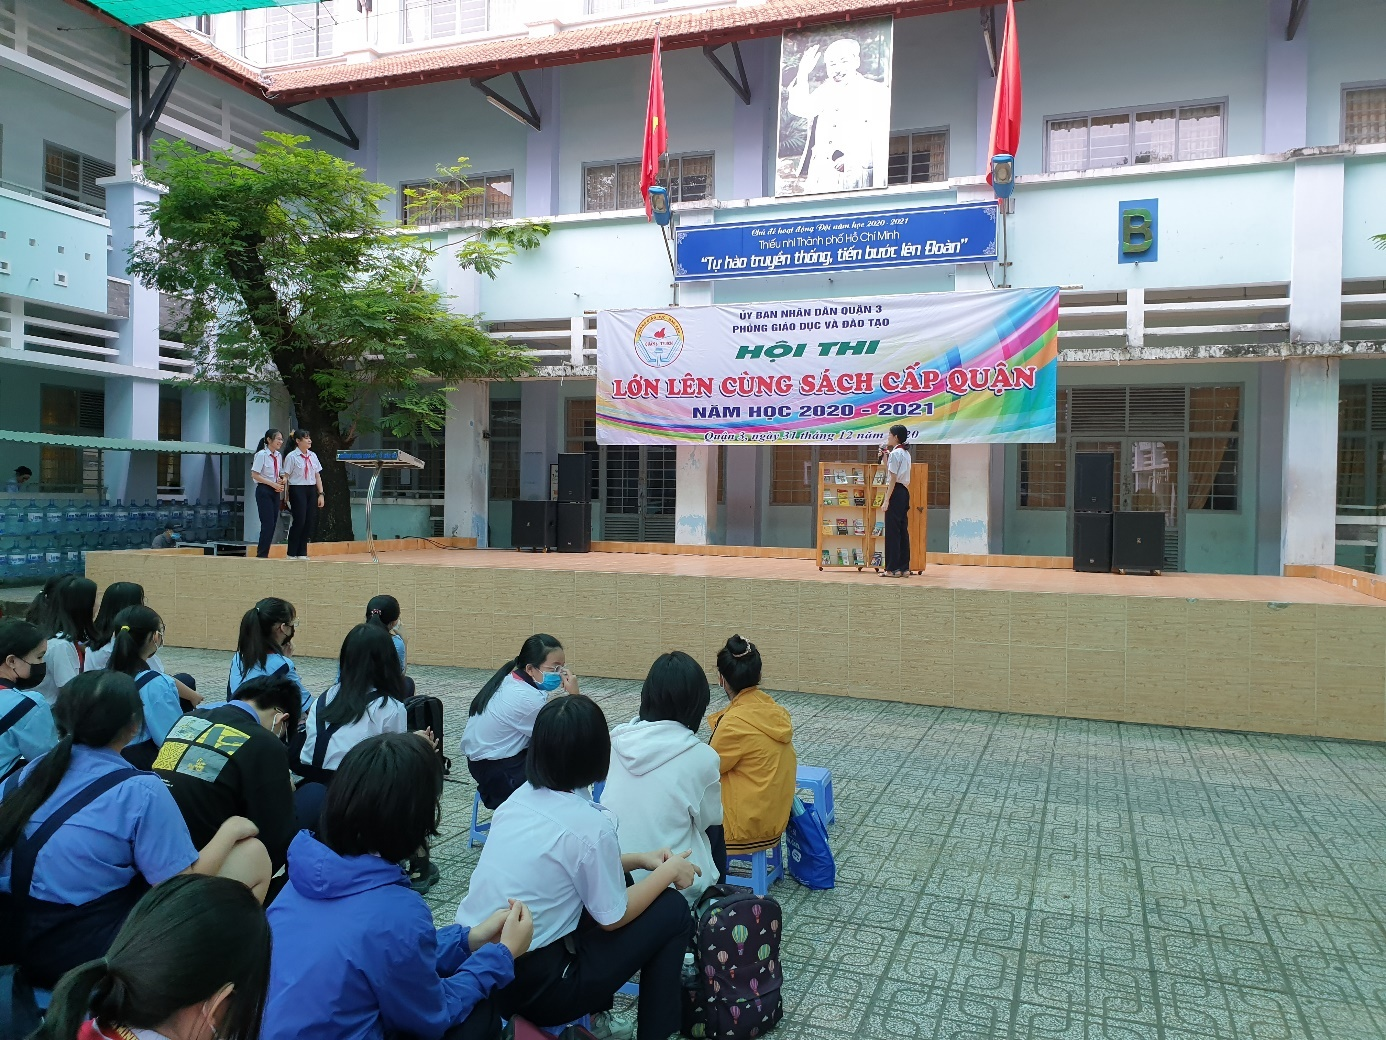 Chủ đề hoạt động Đội năm học 2020 - 2021
Thiếu nhi Thành phố Hồ Chí Minh
"Tự hào truyền thống, tiến bước lên Đoàn"
B
ỦY BAN NHÂN DÂN QUẬN 3
PHÒNG GIÁO DỤC VÀ ĐÀO TẠO
HỘI THI
LỚN LÊN CÙNG SÁCH CẤP QUẬN
NĂM HỌC 2020 - 2021
Quận 3, ngày 31 tháng 12 năm 20